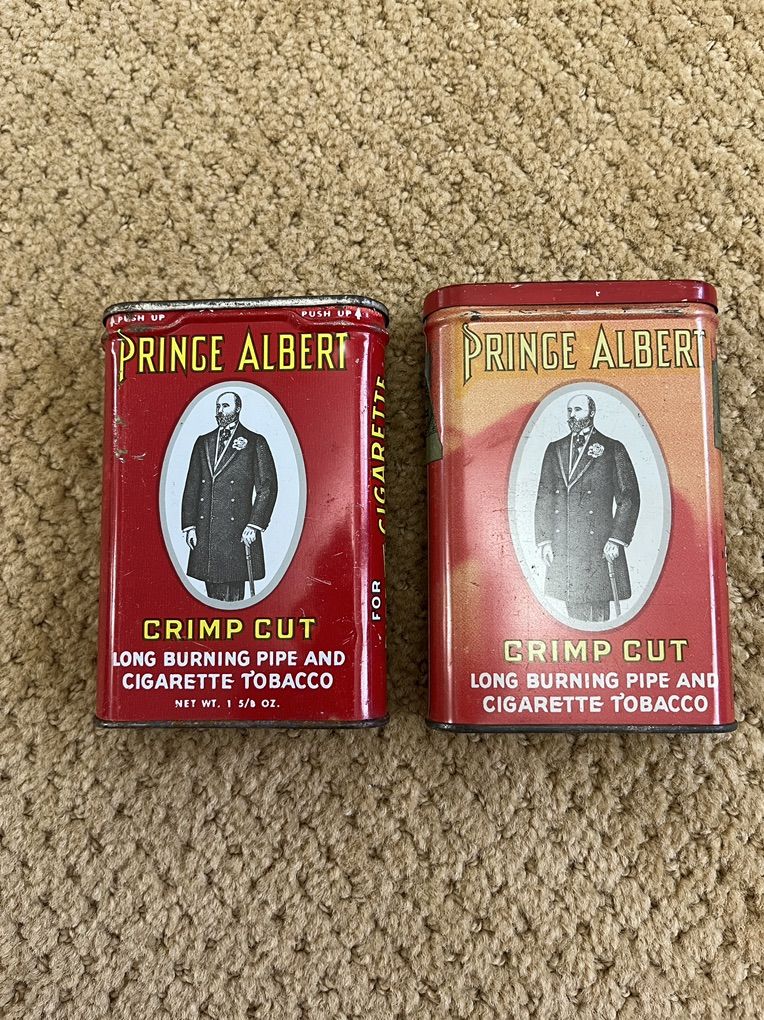 PUSH UP PUSH UP
PRINCE ALBERT
CRIMP CUT
LONG BURNING PIPE AND
CIGARETTE TOBACCO
NET WT. 1 5/8 OZ.
FOR CIGARETTE
PRINCE ALBERT
CRIMP CUT
LONG BURNING PIPE AND
CIGARETTE TOBACCO